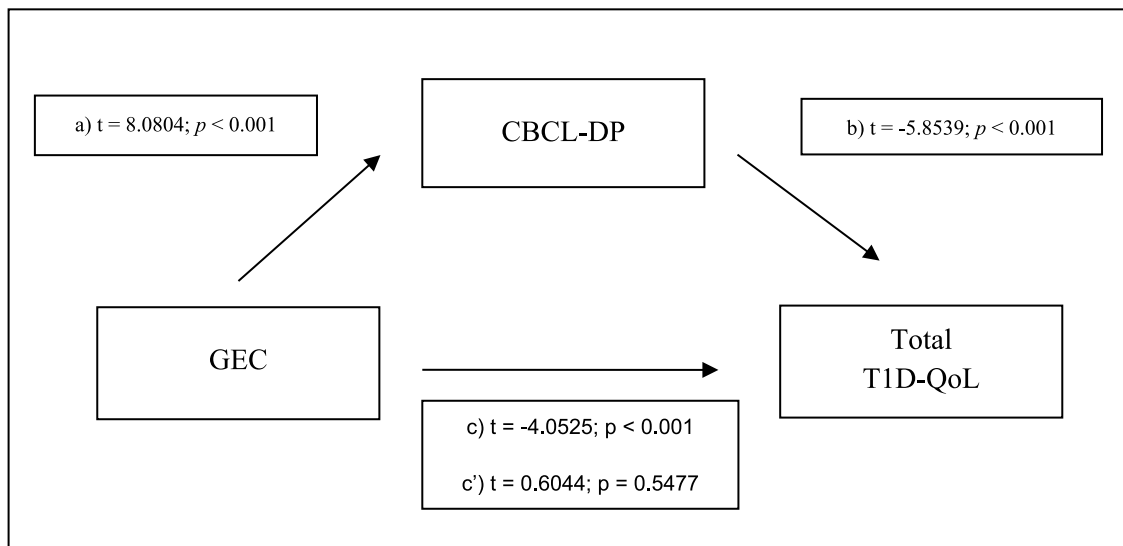 a) t = 8.0804; p < 0.001
CBCL-DP
b) t = -5.8539; p < 0.001
GEC
Total
T1D-QoL
c) t = -4.0525; p < 0.001
c’) t = 0.6044; p = 0.5477